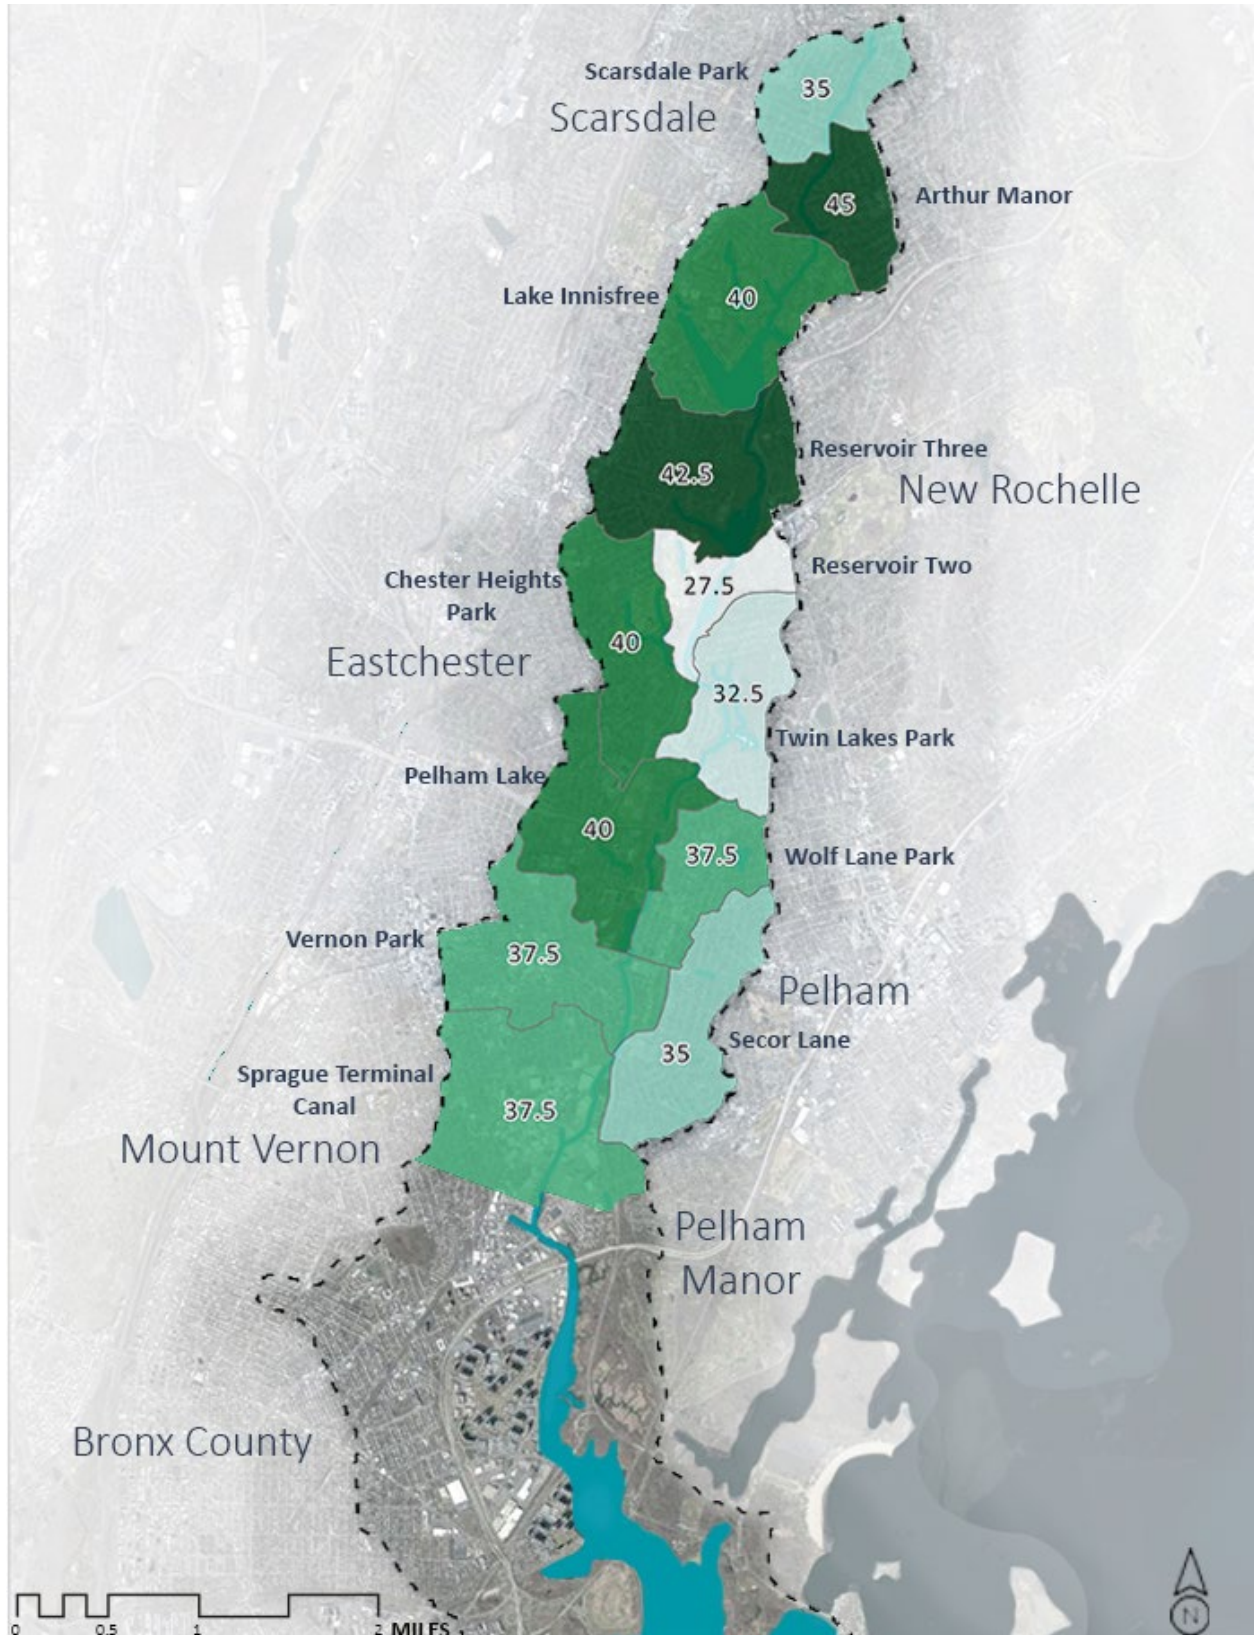 Scarsdale Park
Scarsdale
35
45
Arthur Manor
Lake Innisfree
40
42.5
Reservoir Three
New Rochelle
Reservoir Two
27.5
Chester Heights
Park
40
Eastchester
32.5
Twin Lakes Park
Pelham Lake
40
37.5
Wolf Lane Park
Vernon Park
37.5
Pelham
Secor Lane
35
Sprague Terminal
Canal
37.5
Mount Vernon
Pelham
Manor
Bronx County
0 0.5 1 2 MILES
N